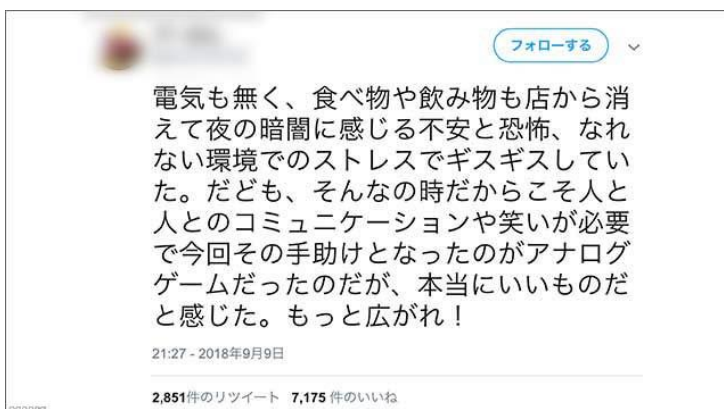 フォローする
電気も無く、食べ物や飲み物も店から消
えて夜の暗闇に感じる不安と恐怖、なれ
ない環境でのストレスでギスギスしてい
た。だども、そんなの時だからこそ人と
人とのコミュニケーションや笑いが必要
で今回その手助けとなったのがアナログ
ゲームだったのだが、本当にいいものだ
と感じた。もっと広がれ！
21:27 - 2018年9月9日
2,851件のリツイート 7,175 件のいいね